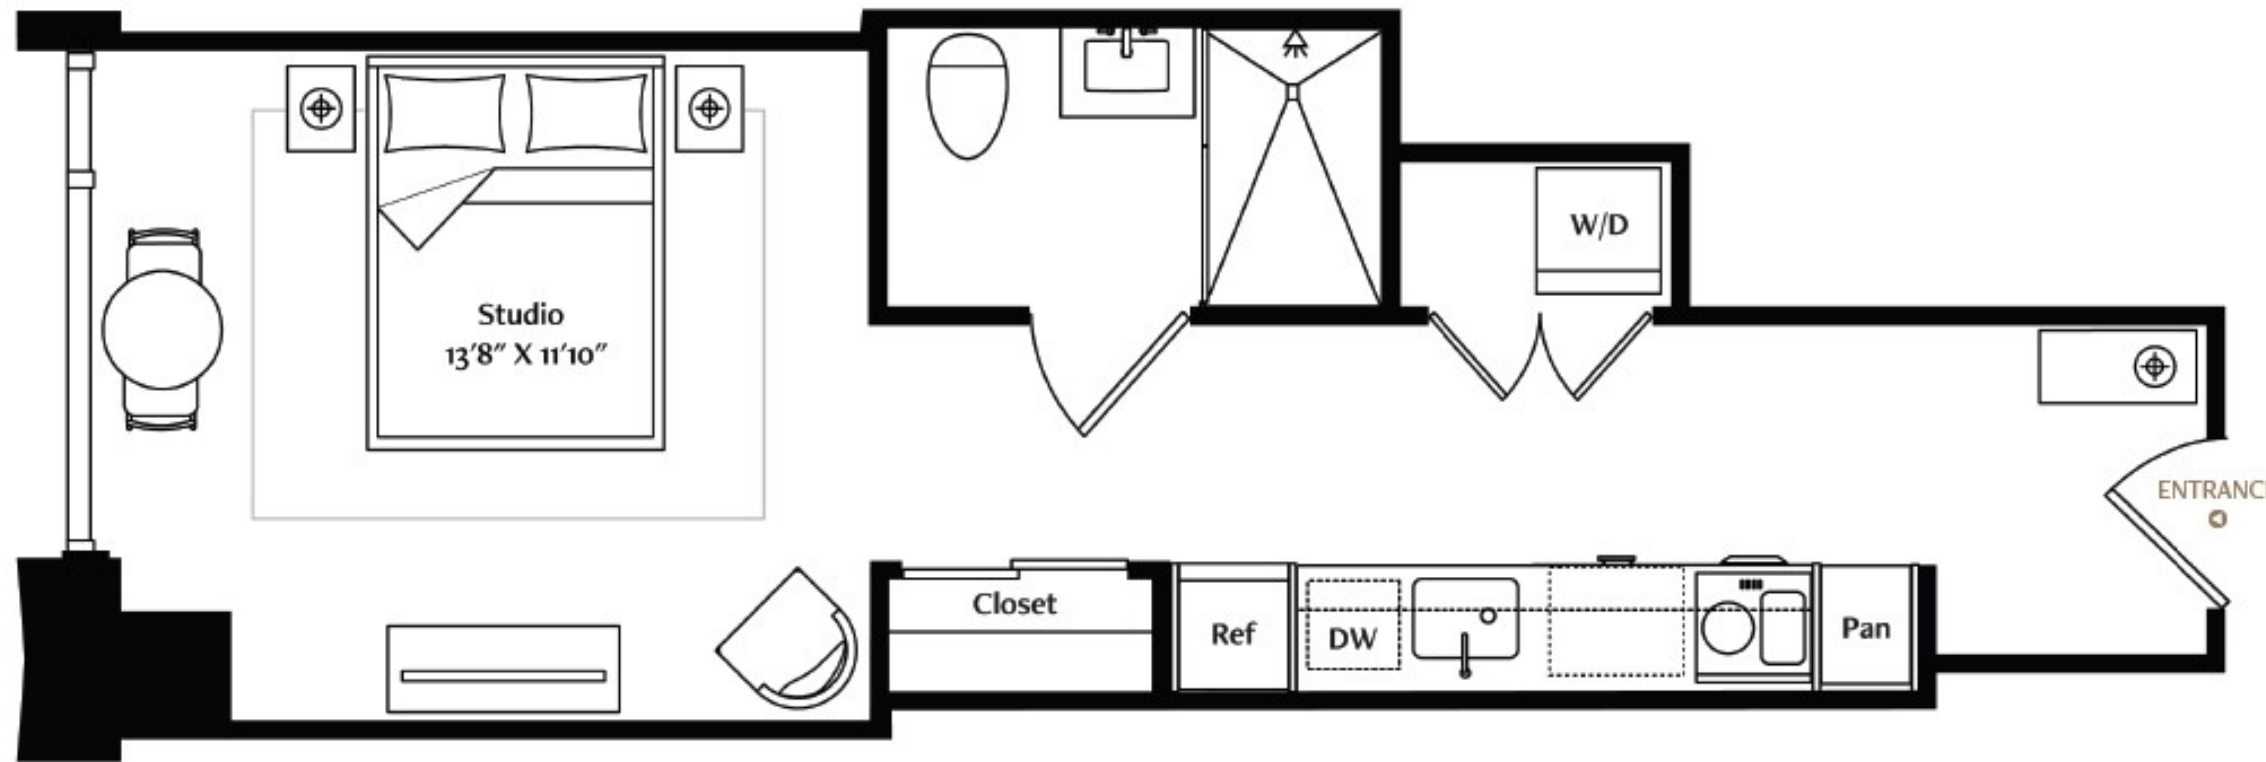 W/D
Studio
13'8" X 11'10"
ENTRANC
Closet
Ref
DW
Pan